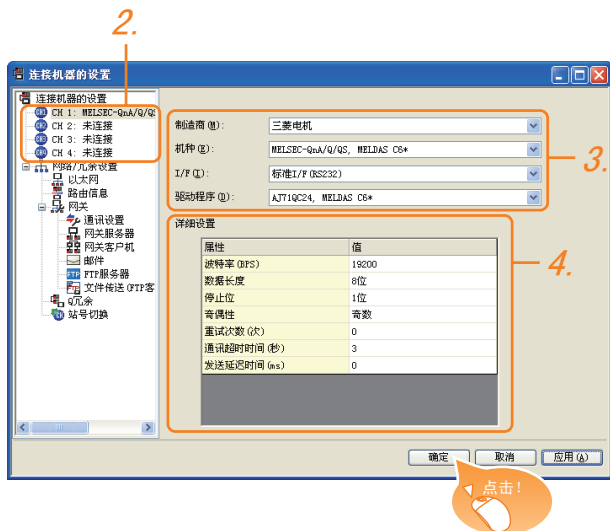 2.
连接机器的设置
连接机器的设置
CH 1: MELSEC-QnA/Q/QS
CH 2: 未连接
CH 3: 未连接
CH 4: 未连接
网络/冗余设置
以太网
路由信息
网关
通讯设置
网关服务器
网关客户机
邮件
FTP服务器
文件传送(FTP客
Q冗余
站号切换
制造商(M): 三菱电机
机种(E): MELSEC-QnA/Q/QS, MELDAS C6*
I/F(I): 标准I/F(RS232)
驱动程序(D): AJ71QC24, MELDAS C6*
3.
详细设置
属性 值
波特率(BPS) 19200
数据长度 8位
停止位 1位
奇偶性 奇数
重试次数(次) 0
通讯超时时间(秒) 3
发送延迟时间(ms) 0
4.
确定 取消 应用(A)
点击!